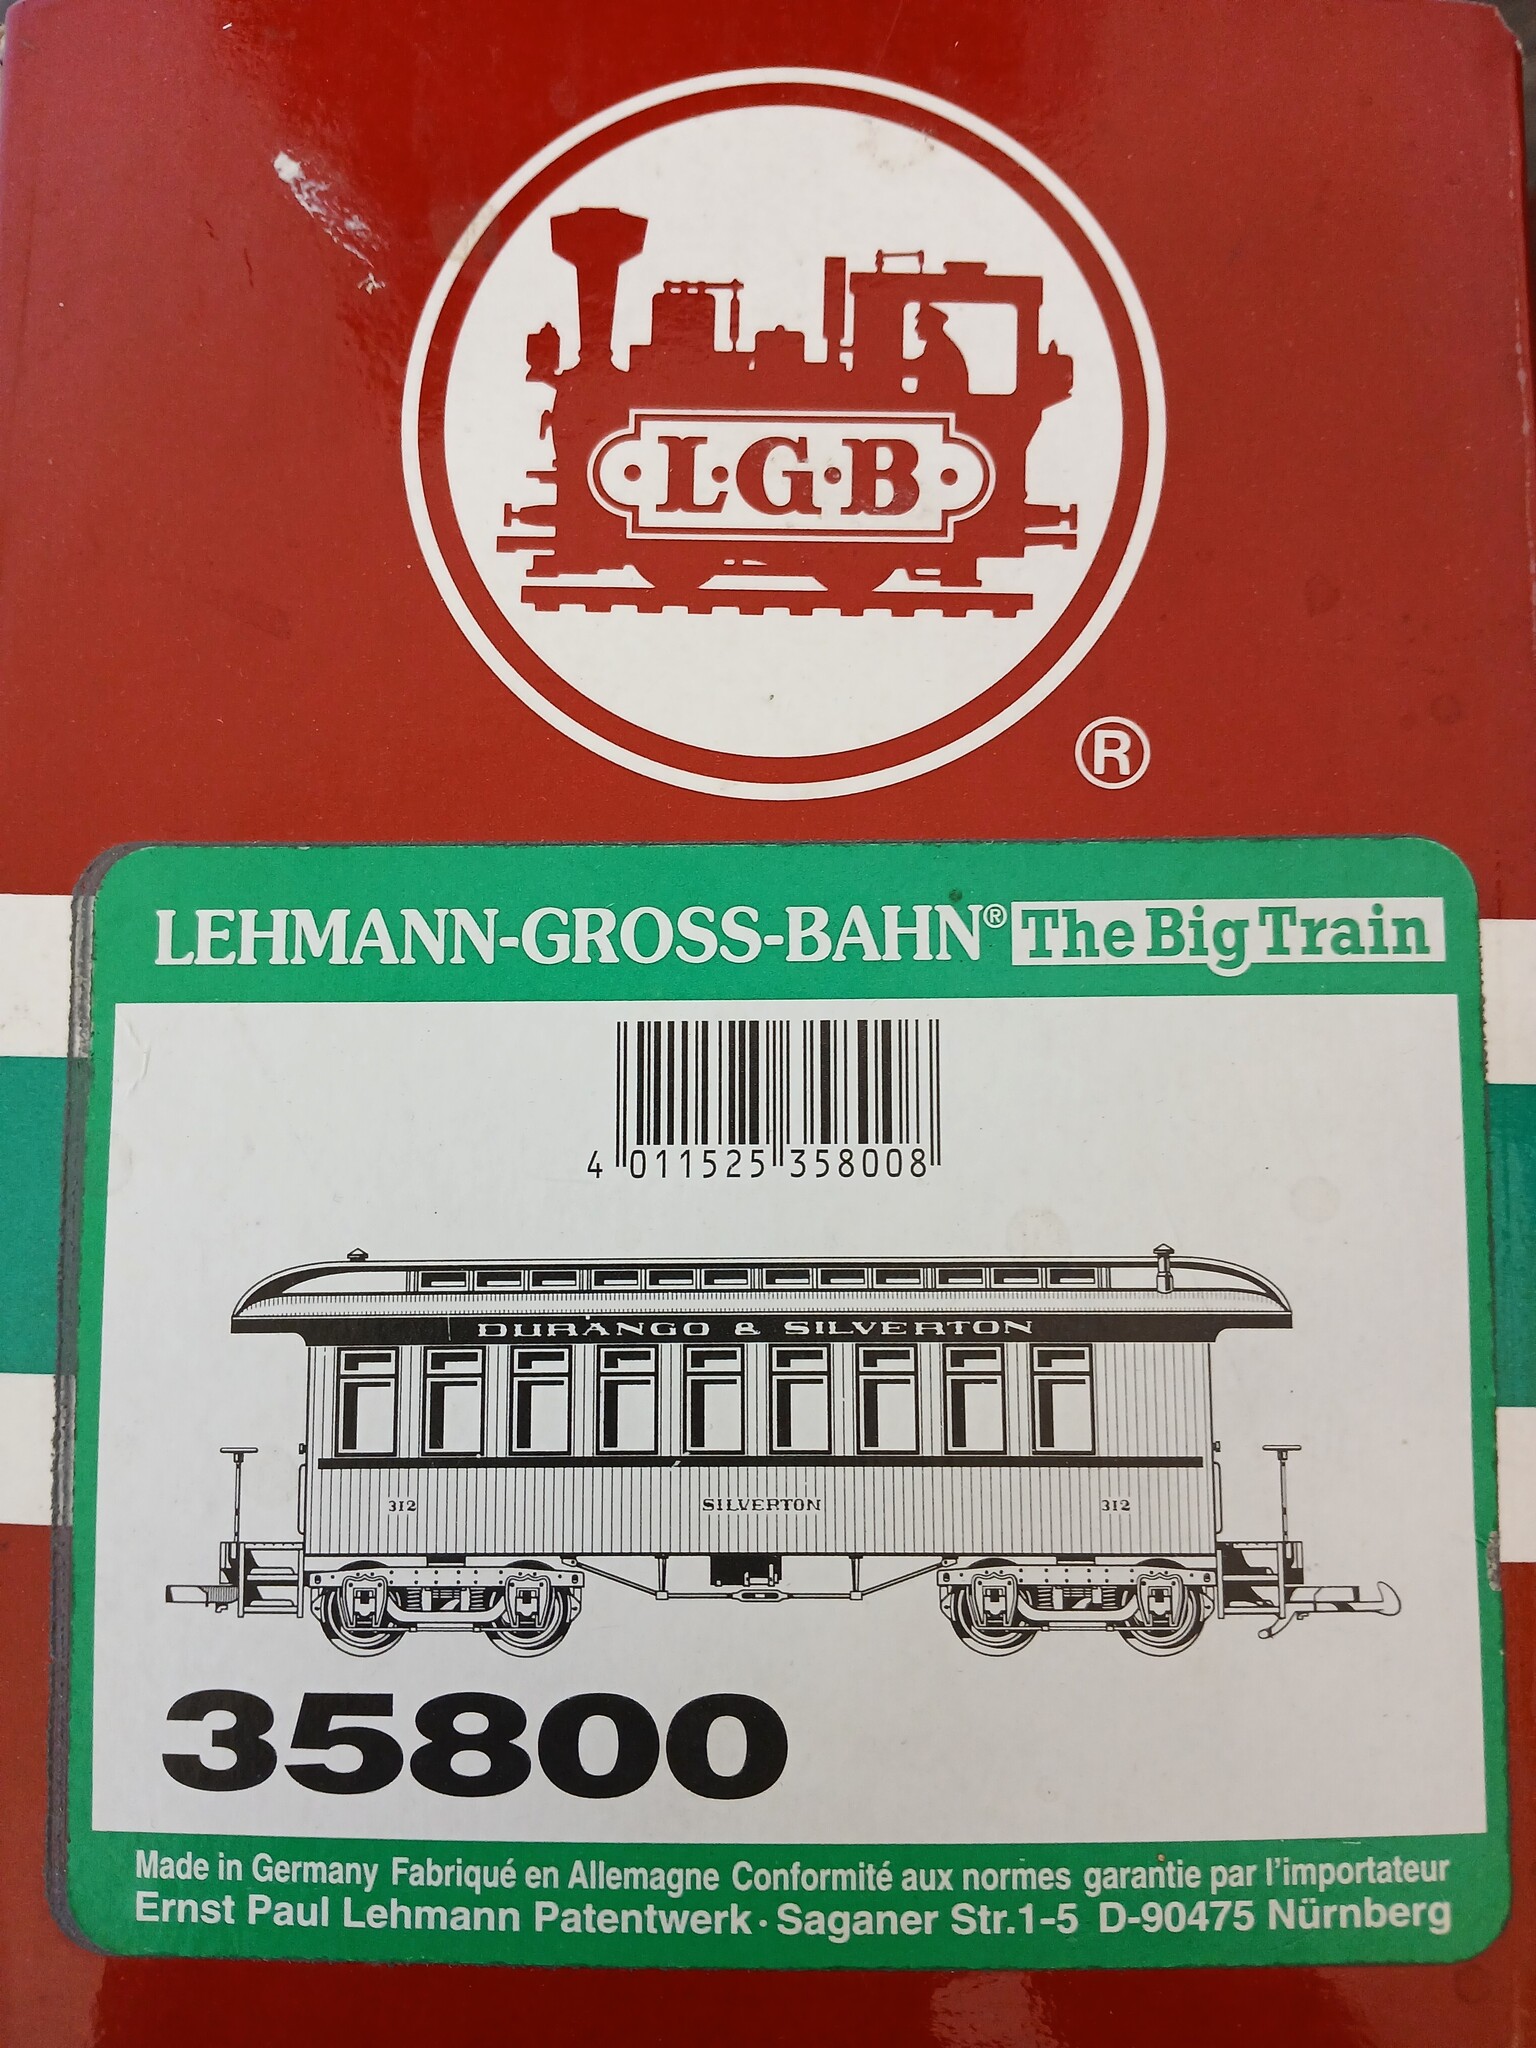 L·G·B
®
LEHMANN-GROSS-BAHN® The Big Train
4 011525 358008
DURANGO & SILVERTON
312 SILVERTON 312
35800
Made in Germany Fabriqué en Allemagne Conformité aux normes garantie par l'importateur
Ernst Paul Lehmann Patentwerk · Saganer Str.1-5 D-90475 Nürnberg